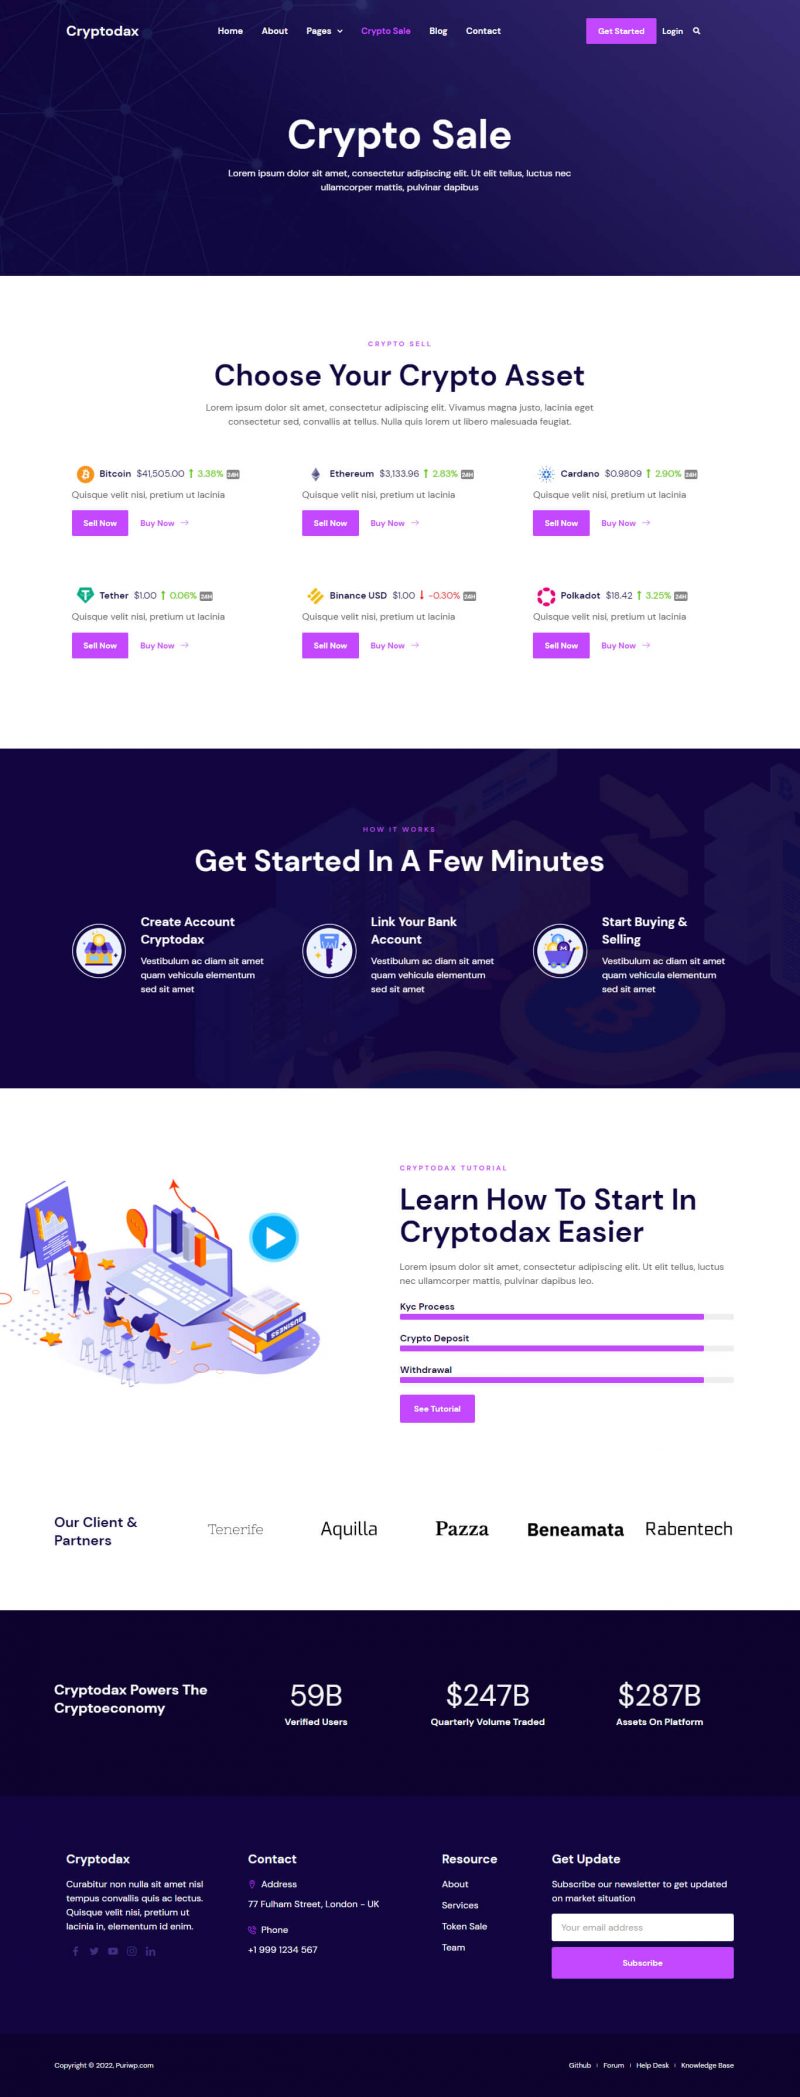 Cryptodax
Home About Pages Crypto Sale Blog Contact
Get Started Login
Crypto Sale
Lorem ipsum dolor sit amet, consectetur adipiscing elit. Ut elit tellus, luctus nec
ullamcorper mattis, pulvinar dapibus
CRYPTO SELL
Choose Your Crypto Asset
Lorem ipsum dolor sit amet, consectetur adipiscing elit. Vivamus magna justo, lacinia eget
consectetur sed, convallis at tellus. Nulla quis lorem ut libero malesuada feugiat.
Bitcoin $41,505.00 3.38% 24H
Quisque velit nisi, pretium ut lacinia
Sell Now Buy Now
Ethereum $3,133.96 2.83% 24H
Quisque velit nisi, pretium ut lacinia
Sell Now Buy Now
Cardano $0.9809 2.90% 24H
Quisque velit nisi, pretium ut lacinia
Sell Now Buy Now
Tether $1.00 0.06% 24H
Quisque velit nisi, pretium ut lacinia
Sell Now Buy Now
Binance USD $1.00 -0.30% 24H
Quisque velit nisi, pretium ut lacinia
Sell Now Buy Now
Polkadot $18.42 3.25% 24H
Quisque velit nisi, pretium ut lacinia
Sell Now Buy Now
HOW IT WORKS
Get Started In A Few Minutes
Create Account
Cryptodax
Vestibulum ac diam sit amet
quam vehicula elementum
sed sit amet
Link Your Bank
Account
Vestibulum ac diam sit amet
quam vehicula elementum
sed sit amet
Start Buying &
Selling
Vestibulum ac diam sit amet
quam vehicula elementum
sed sit amet
BUSINESS
CRYPTODAX TUTORIAL
Learn How To Start In
Cryptodax Easier
Lorem ipsum dolor sit amet, consectetur adipiscing elit. Ut elit tellus, luctus
nec ullamcorper mattis, pulvinar dapibus leo.
Kyc Process
Crypto Deposit
Withdrawal
See Tutorial
Our Client &
Partners
Tenerife
Aquilla
Pazza
Beneamata
Rabentech
Cryptodax Powers The
Cryptoeconomy
59B
Verified Users
$247B
Quarterly Volume Traded
$287B
Assets On Platform
Cryptodax
Curabitur non nulla sit amet nisl
tempus convallis quis ac lectus.
Quisque velit nisi, pretium ut
lacinia in, elementum id enim.
Contact
Address
77 Fulham Street, London - UK
Phone
+1 999 1234 567
Resource
About
Services
Token Sale
Team
Get Update
Subscribe our newsletter to get updated
on market situation
Your email address
Subscribe
Copyright © 2022, Puriwp.com
Github Forum Help Desk Knowledge Base